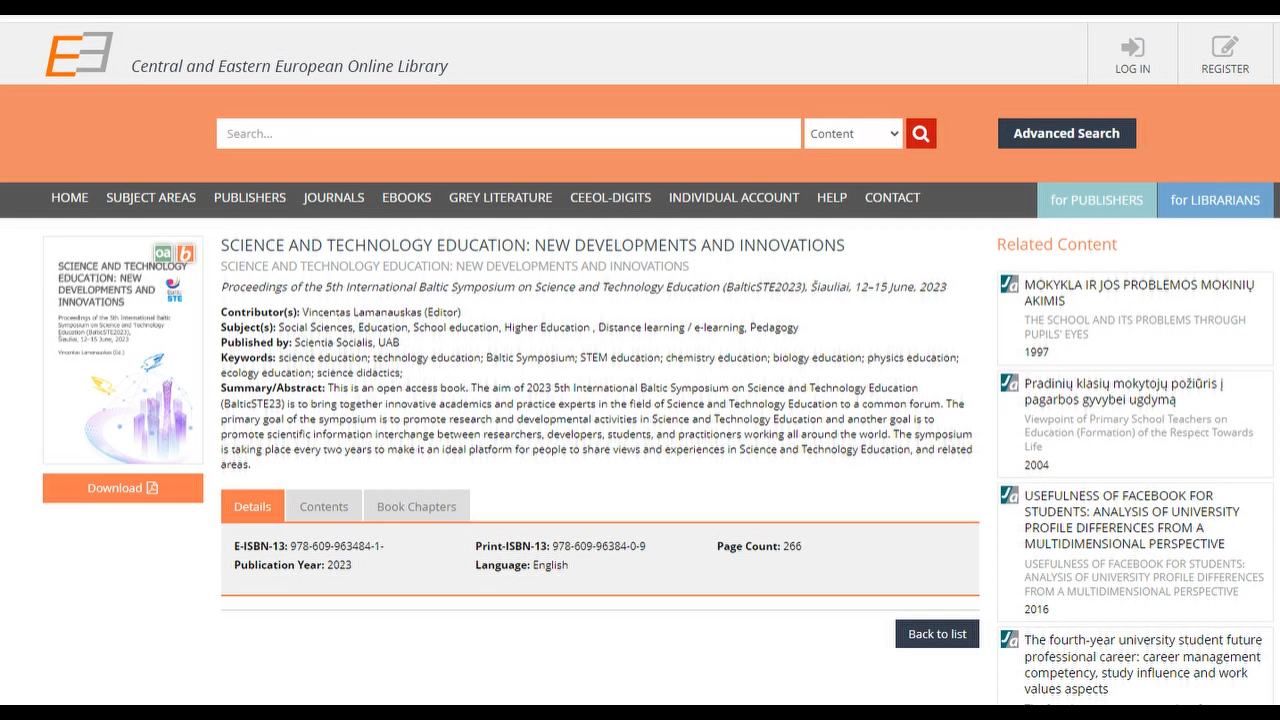 Central and Eastern European Online Library
LOG IN
REGISTER
Search...
Content
Advanced Search
HOME SUBJECT AREAS PUBLISHERS JOURNALS EBOOKS GREY LITERATURE CEEOL-DIGITS INDIVIDUAL ACCOUNT HELP CONTACT
for PUBLISHERS for LIBRARIANS
oa b
SCIENCE AND TECHNOLOGY
EDUCATION: NEW
DEVELOPMENTS AND
INNOVATIONS
STE
Proceedings of the 5th International Baltic
Symposium on Science and Technology
Education (BalticSTE2023),
Šiauliai, 12–15 June, 2023
Vincentas Lamanauskas (Ed.)
Download
SCIENCE AND TECHNOLOGY EDUCATION: NEW DEVELOPMENTS AND INNOVATIONS
SCIENCE AND TECHNOLOGY EDUCATION: NEW DEVELOPMENTS AND INNOVATIONS
Proceedings of the 5th International Baltic Symposium on Science and Technology Education (BalticSTE2023), Šiauliai, 12–15 June, 2023
Contributor(s): Vincentas Lamanauskas (Editor)
Subject(s): Social Sciences, Education, School education, Higher Education , Distance learning / e-learning, Pedagogy
Published by: Scientia Socialis, UAB
Keywords: science education; technology education; Baltic Symposium; STEM education; chemistry education; biology education; physics education;
ecology education; science didactics;
Summary/Abstract: This is an open access book. The aim of 2023 5th International Baltic Symposium on Science and Technology Education
(BalticSTE23) is to bring together innovative academics and practice experts in the field of Science and Technology Education to a common forum. The
primary goal of the symposium is to promote research and developmental activities in Science and Technology Education and another goal is to
promote scientific information interchange between researchers, developers, students, and practitioners working all around the world. The symposium
is taking place every two years to make it an ideal platform for people to share views and experiences in Science and Technology Education, and related
areas.
Details Contents Book Chapters
E-ISBN-13: 978-609-963484-1- Print-ISBN-13: 978-609-96384-0-9 Page Count: 266
Publication Year: 2023 Language: English
Back to list
Related Content
Ja MOKYKLA IR JOS PROBLEMOS MOKINIŲ
AKIMIS
THE SCHOOL AND ITS PROBLEMS THROUGH
PUPILS' EYES
1997
Ja Pradinių klasių mokytojų požiūris į
pagarbos gyvybei ugdymą
Viewpoint of Primary School Teachers on
Education (Formation) of the Respect Towards
Life
2004
Ja USEFULNESS OF FACEBOOK FOR
STUDENTS: ANALYSIS OF UNIVERSITY
PROFILE DIFFERENCES FROM A
MULTIDIMENSIONAL PERSPECTIVE
USEFULNESS OF FACEBOOK FOR STUDENTS:
ANALYSIS OF UNIVERSITY PROFILE DIFFERENCES
FROM A MULTIDIMENSIONAL PERSPECTIVE
2016
Ja The fourth-year university student future
professional career: career management
competency, study influence and work
values aspects